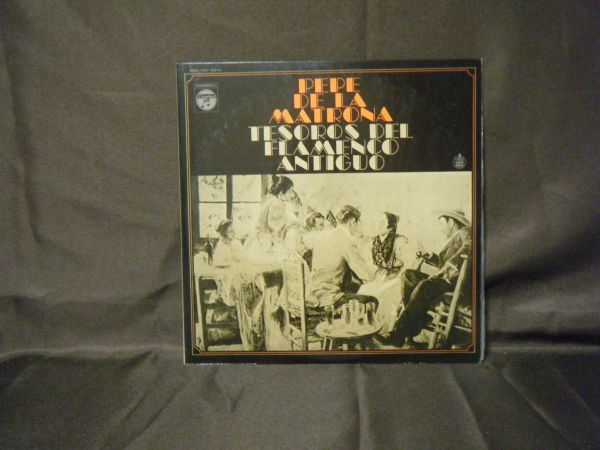 PEPE
DE LA
MATRONA
TESOROS DEL
FLAMENCO
ANTIGUO